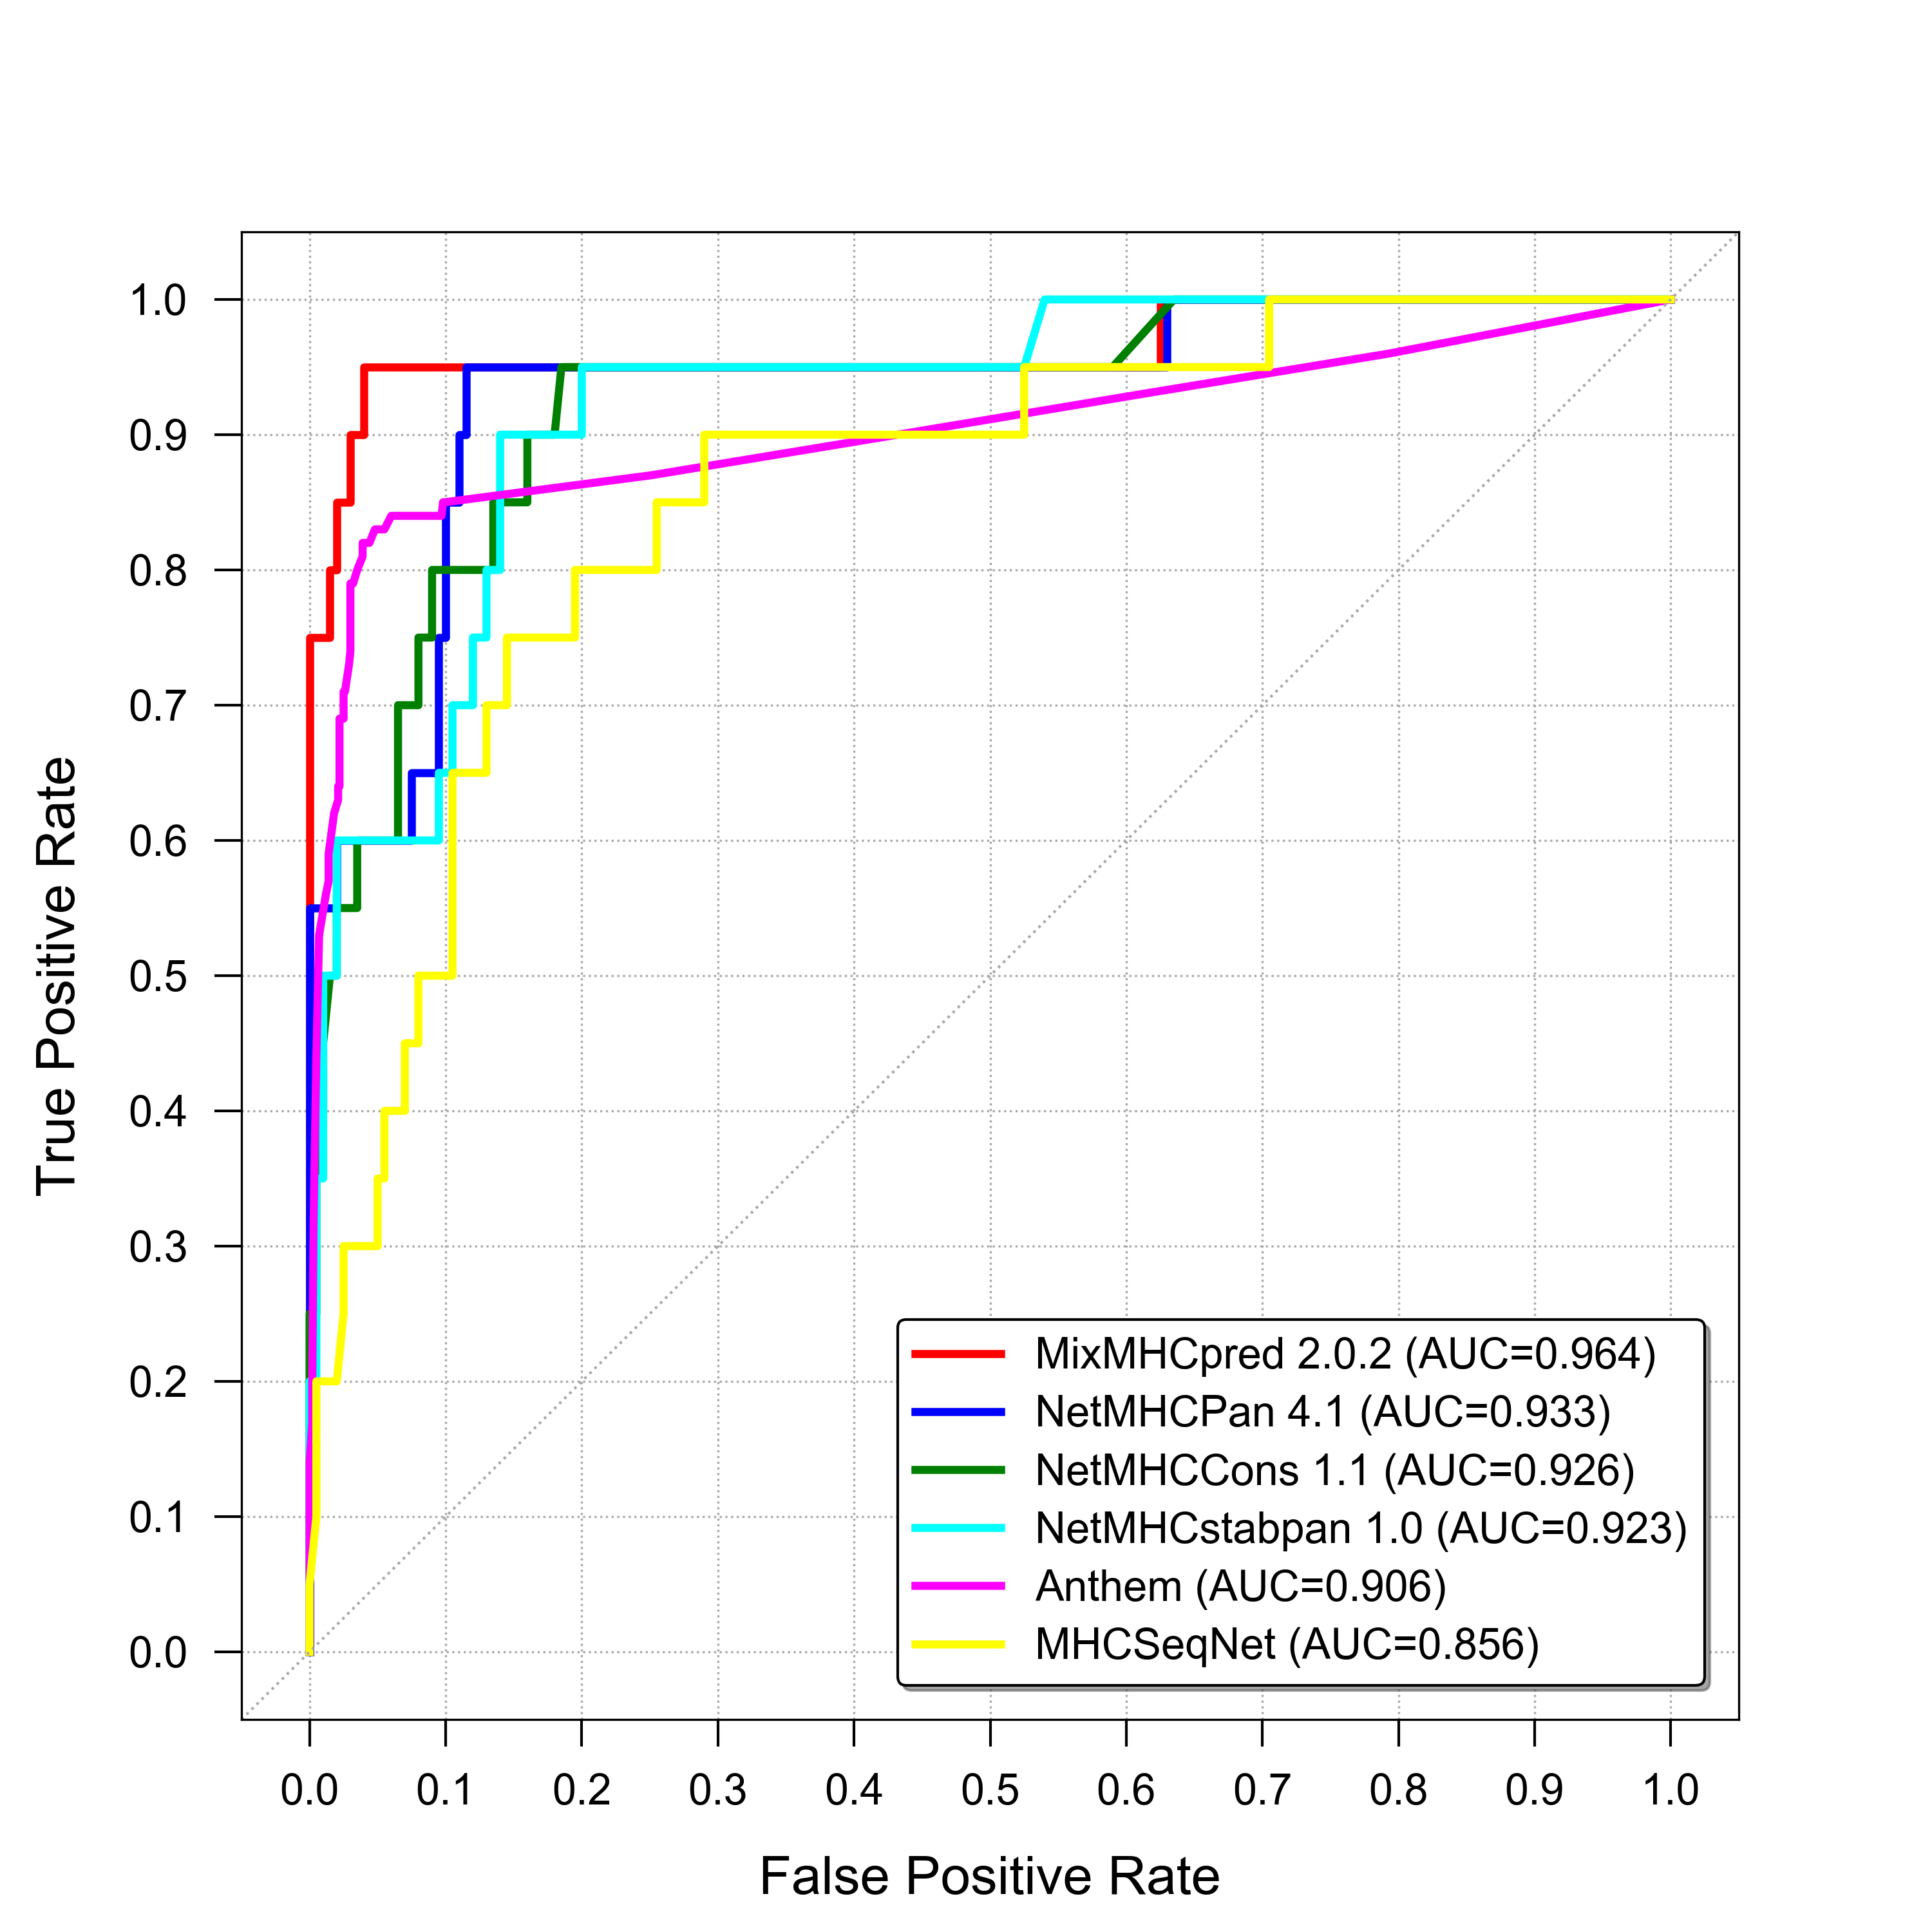 1.0
0.9
0.8
0.7
0.6
0.5
0.4
0.3
0.2
0.1
0.0
True Positive Rate
MixMHCpred 2.0.2 (AUC=0.964)
NetMHCPan 4.1 (AUC=0.933)
NetMHCCons 1.1 (AUC=0.926)
NetMHCstabpan 1.0 (AUC=0.923)
Anthem (AUC=0.906)
MHCSeqNet (AUC=0.856)
0.0 0.1 0.2 0.3 0.4 0.5 0.6 0.7 0.8 0.9 1.0
False Positive Rate